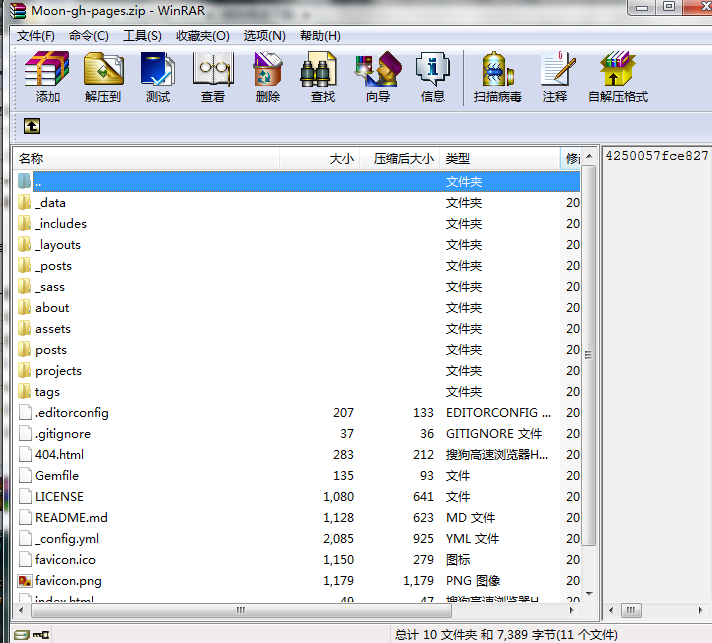 Moon-gh-pages.zip - WinRAR
文件(F) 命令(C) 工具(S) 收藏夹(O) 选项(N) 帮助(H)
添加 解压到 测试 查看 删除 查找 向导 信息 扫描病毒 注释 自解压格式
名称 大小 压缩后大小 类型 修 4250057fce827
.. 文件夹
_data 文件夹 20
_includes 文件夹 20
_layouts 文件夹 20
_posts 文件夹 20
_sass 文件夹 20
about 文件夹 20
assets 文件夹 20
posts 文件夹 20
projects 文件夹 20
tags 文件夹 20
.editorconfig 207 133 EDITORCONFIG ... 20
.gitignore 37 36 GITIGNORE 文件 20
404.html 283 212 搜狗高速浏览器H... 20
Gemfile 135 93 文件 20
LICENSE 1,080 641 文件 20
README.md 1,128 623 MD 文件 20
_config.yml 2,085 925 YML 文件 20
favicon.ico 1,150 279 图标 20
favicon.png 1,179 1,179 PNG 图像 20
index.html 49 47 搜狗高速浏览器H... 20
总计 10 文件夹 和 7,389 字节(11 个文件)